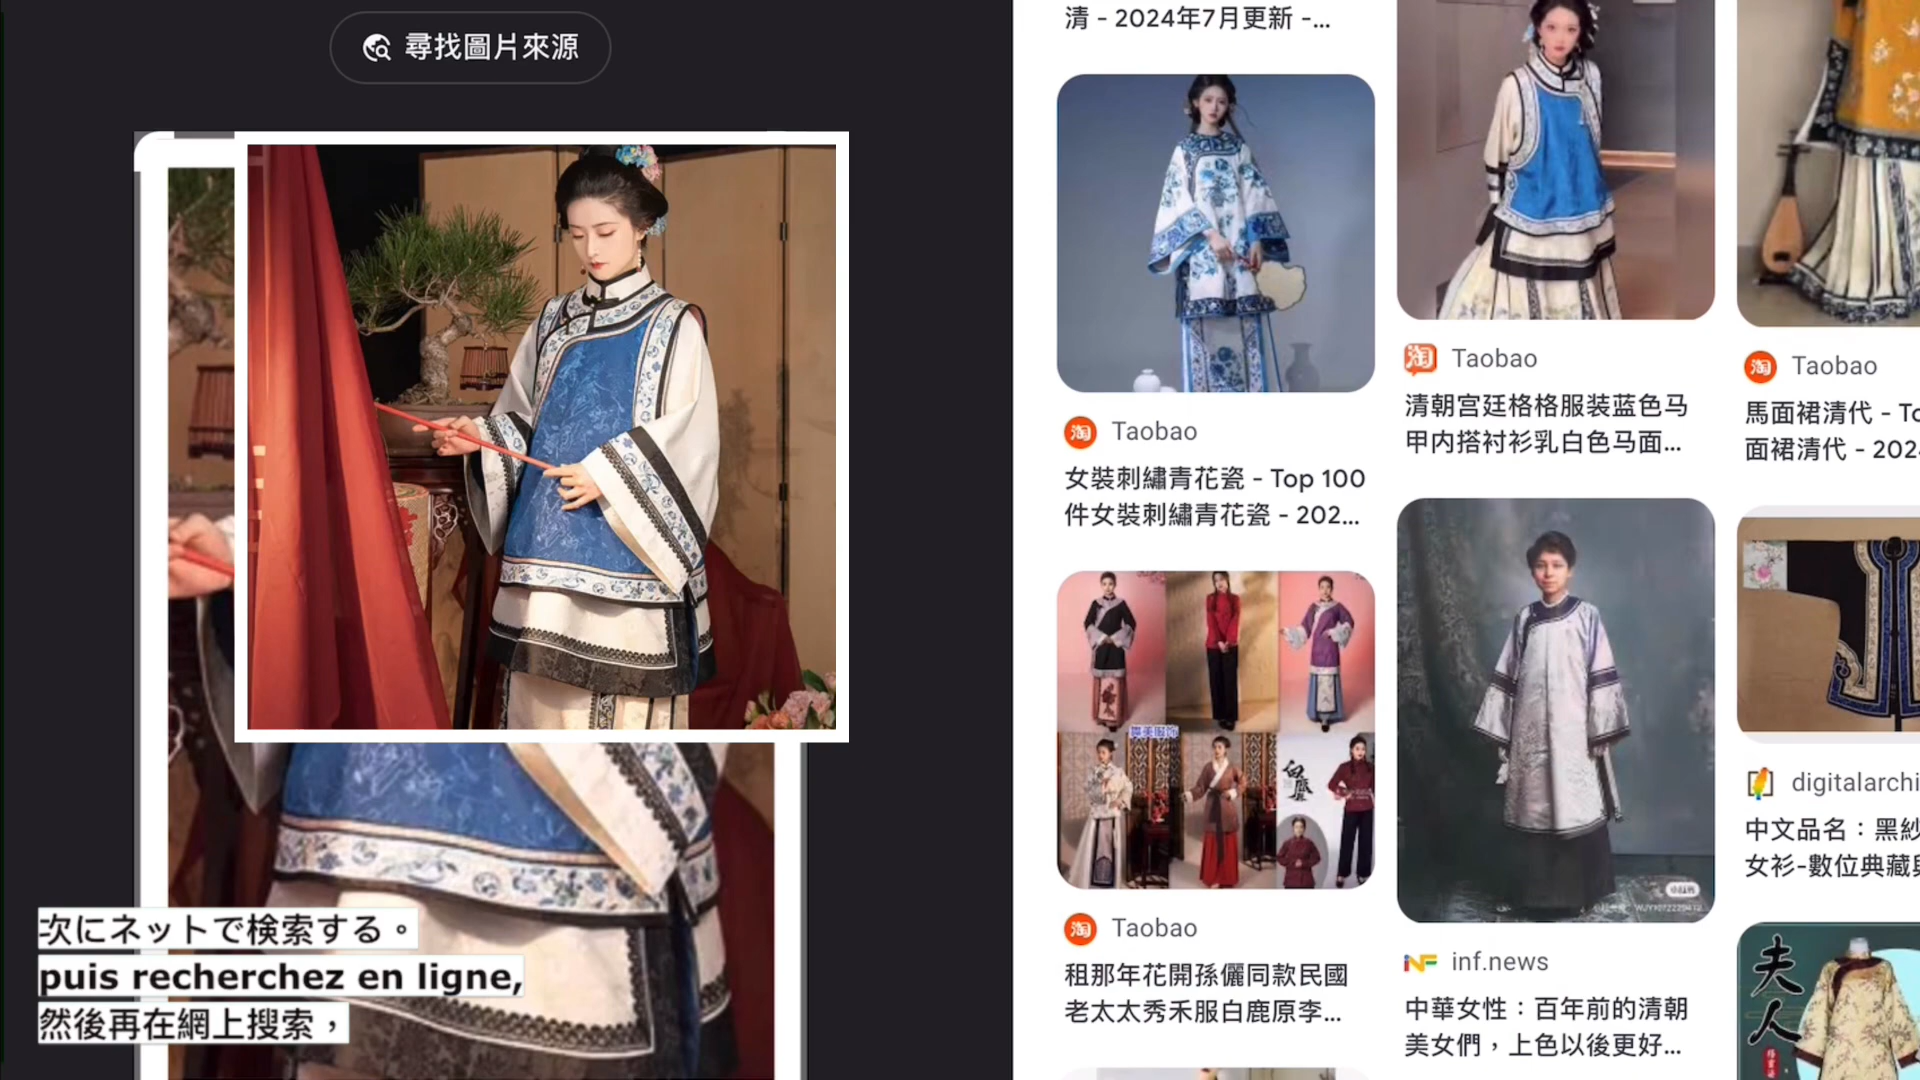 尋找圖片來源
次にネットで検索する。
puis recherchez en ligne,
然後再在網上搜索，
清 - 2024年7月更新 -...
Taobao
女裝刺繡青花瓷 - Top 100
件女裝刺繡青花瓷 - 202...
Taobao
租那年花開孫儷同款民國
老太太秀禾服白鹿原李...
Taobao
清朝宫廷格格服装蓝色马
甲内搭衬衫乳白色马面...
inf.news
中華女性：百年前的清朝
美女們，上色以後更好...
Taobao
馬面裙清代 - To
面裙清代 - 202
digitalarchi
中文品名：黑紗
女衫-數位典藏與
夫人